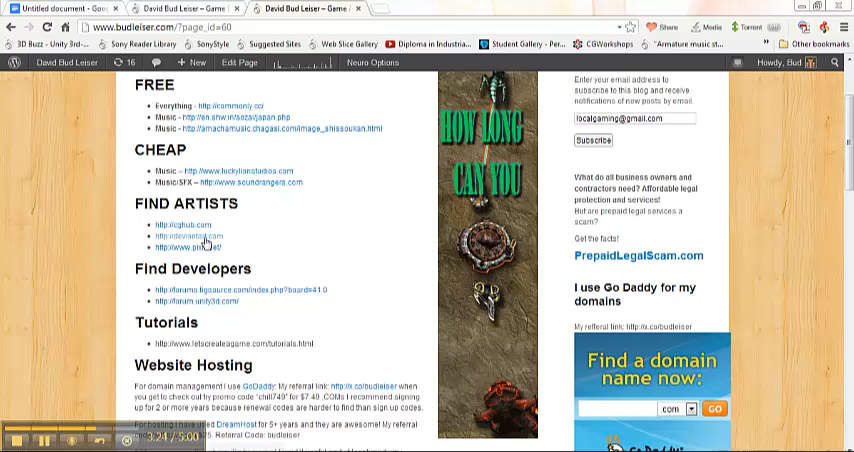 Untitled document - Goo
David Bud Leiser – Game
David Bud Leiser – Game /
www.budleiser.com/?page_id=60
Share
Media
Torrent
3D Buzz - Unity 3rd-...
Sony Reader Library
SonyStyle
Suggested Sites
Web Slice Gallery
Diploma in Industria...
Student Gallery - Per...
CGWorkshops
"Armature music st...
Other bookmarks
David Bud Leiser
16
+ New
Edit Page
Neuro Options
Howdy, Bud
FREE
Everything - http://commonly.cc/
Music - http://en.shw.in/sozai/japan.php
Music - http://amachamusic.chagasi.com/image_shissoukan.html
CHEAP
Music – http://www.luckylionstudios.com
Music/SFX – http://www.soundrangers.com
FIND ARTISTS
http://cghub.com
http://deviantart.com
Find Developers
http://forums.tigsource.com/index.php?board=41.0
http://forum.unity3d.com/
Tutorials
http://www.letscreateagame.com/tutorials.html
Website Hosting
For domain management I use GoDaddy: My referral link: http://x.co/budleiser when
you get to check out try promo code "chill749" for $7.49 .COMs I recommend signing
up for 2 or more years because renewal codes are harder to find than sign up codes.
For hosting I have used DreamHost for 5+ years and they are awesome! My referral
Referral Code: budleiser
3:24 / 5:00
HOW LONG
CAN YOU
Enter your email address to
subscribe to this blog and receive
notifications of new posts by email.
localgaming@gmail.com
Subscribe
What do all business owners and
contractors need? Affordable legal
protection and services!
But are prepaid legal services a
scam?
Get the facts!
PrepaidLegalScam.com
I use Go Daddy for my
domains
My refferal link: http://x.co/budleiser
Find a domain
name now:
.com
GO
Go Daddy